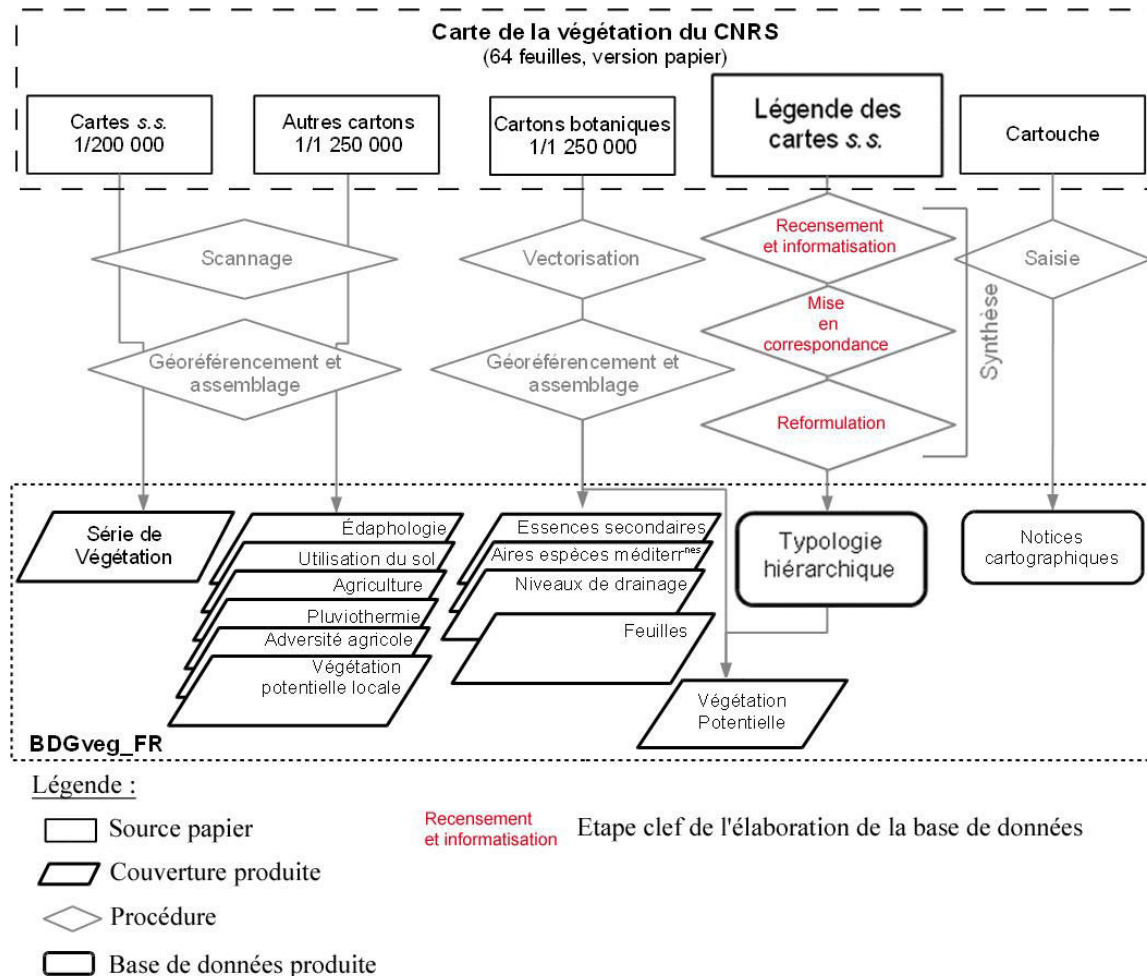 Carte de la végétation du CNRS
(64 feuilles, version papier)
Cartes s.s.
1/200 000
Autres cartons
1/1 250 000
Cartons botaniques
1/1 250 000
Légende des
cartes s.s.
Cartouche
Scannage
Vectorisation
Recensement
et informatisation
Saisie
Mise
en
correspondance
Synthèse
Géoréférencement et
assemblage
Géoréférencement et
assemblage
Reformulation
Série de
Végétation
Édaphologie
Utilisation du sol
Agriculture
Pluviothermie
Adversité agricole
Végétation
potentielle locale
Essences secondaires
Aires espèces méditerrnes
Niveaux de drainage
Feuilles
Typologie
hiérarchique
Notices
cartographiques
Végétation
Potentielle
BDGveg_FR
Légende :
Source papier
Recensement
et informatisation
Etape clef de l'élaboration de la base de données
Couverture produite
Procédure
Base de données produite